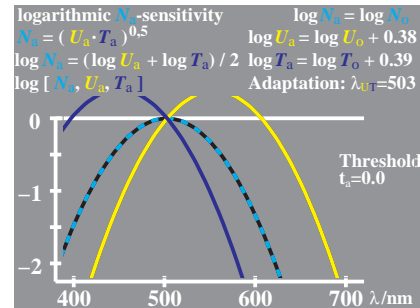 logarithmic Na-sensitivity log Na = log No
Na=( Ua·Ta )0,5 log Ua=log Uo + 0.38
log Na = (log Ua + log Ta) / 2 log Ta=log To + 0.39
log [ Na, Ua, Ta ] Adaptation: λUT=503
0
Threshold
ta=0.0
−1
−2
400 500 600 700 λ/nm